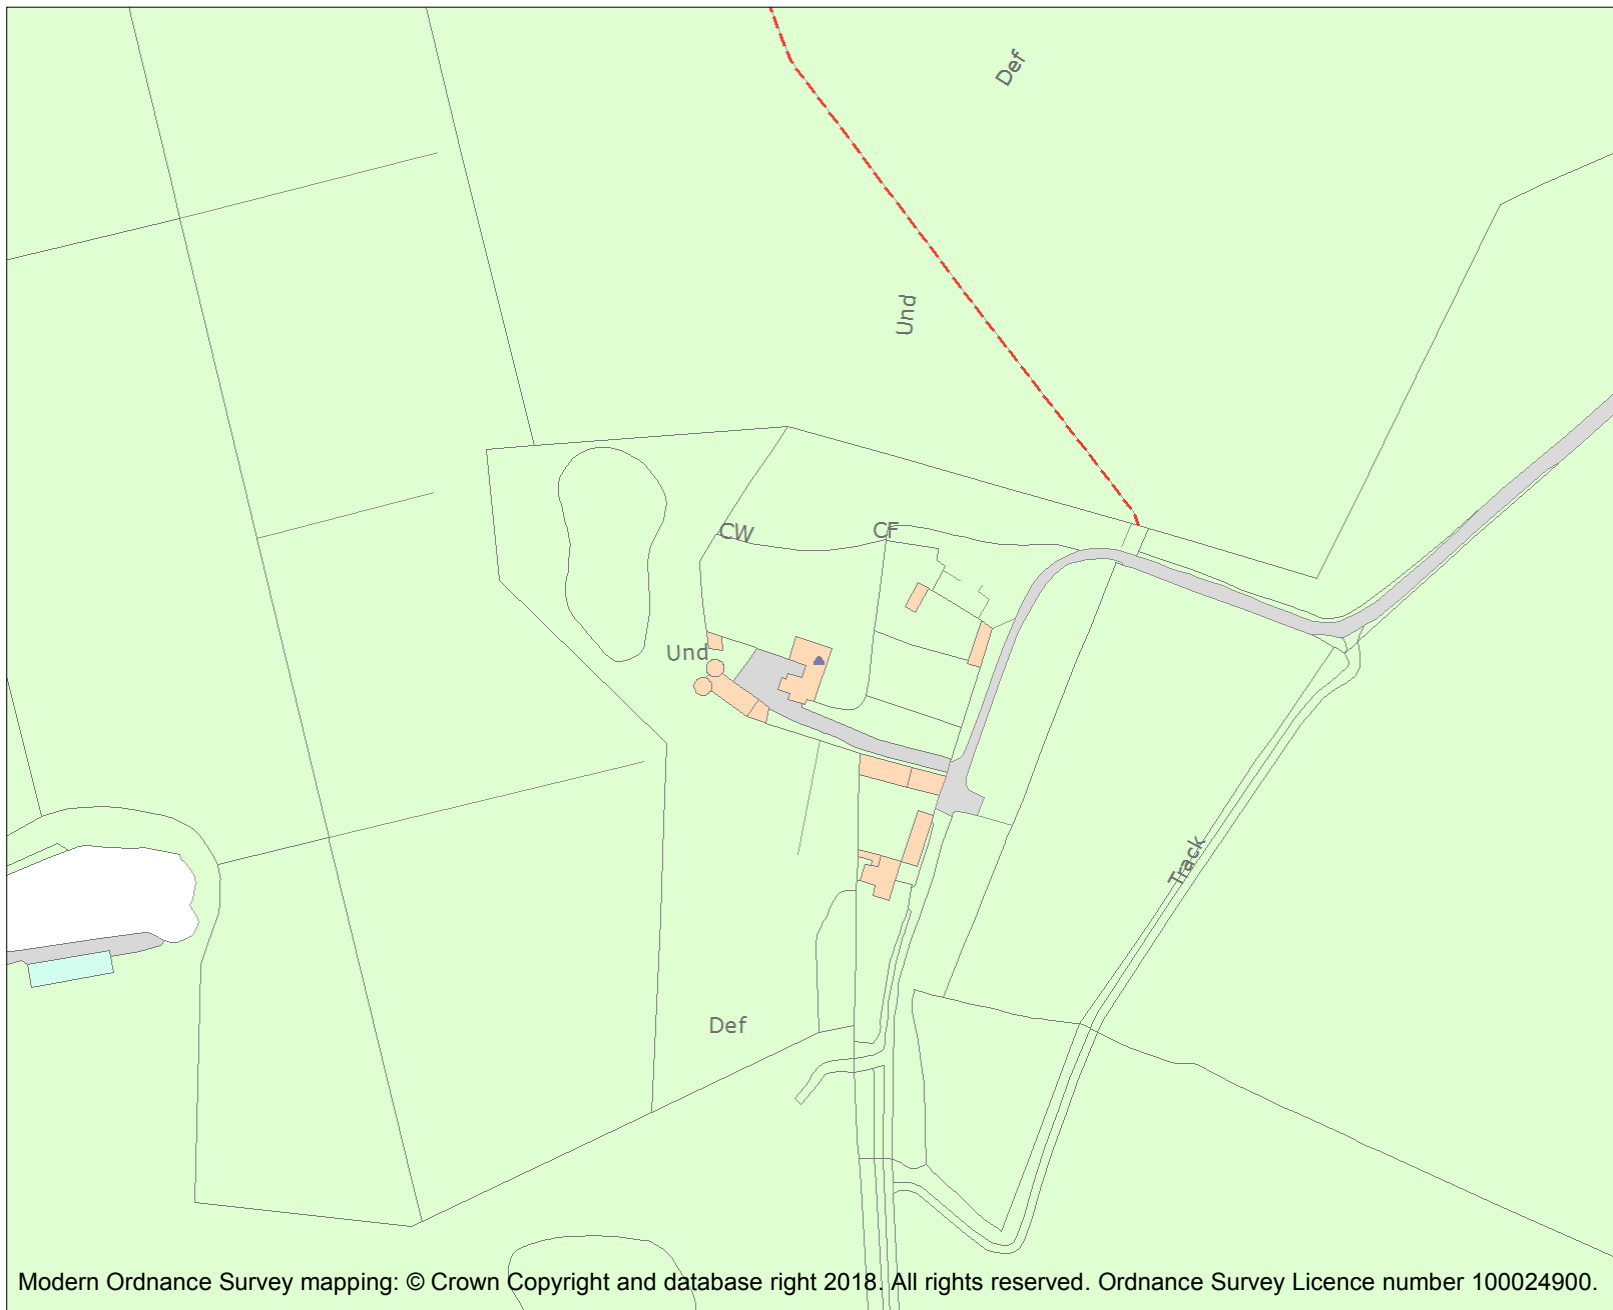 Def
Und
CW
CF
Und
Track
Def
Modern Ordnance Survey mapping: © Crown Copyright and database right 2018. All rights reserved. Ordnance Survey Licence number 100024900.